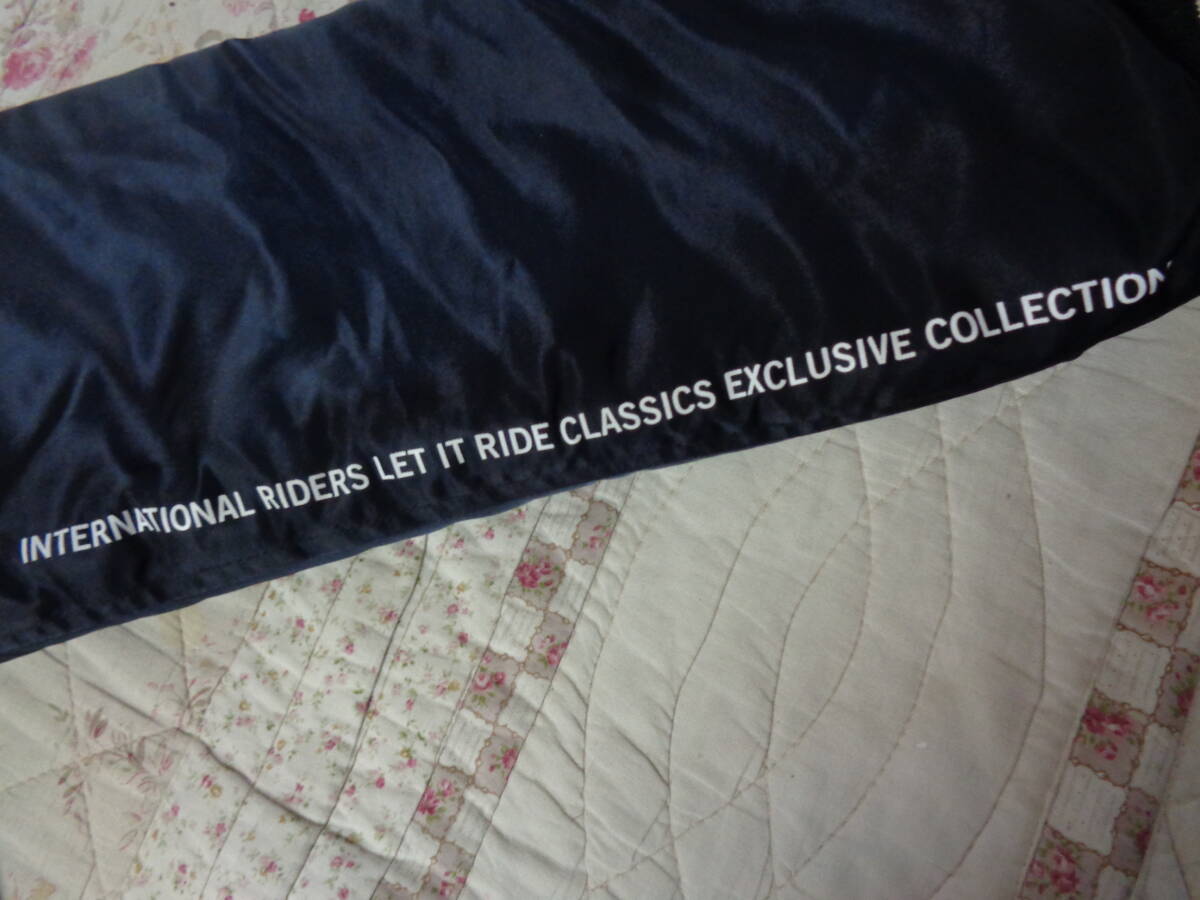 INTERNATIONAL RIDERS LET IT RIDE CLASSICS EXCLUSIVE COLLECTION